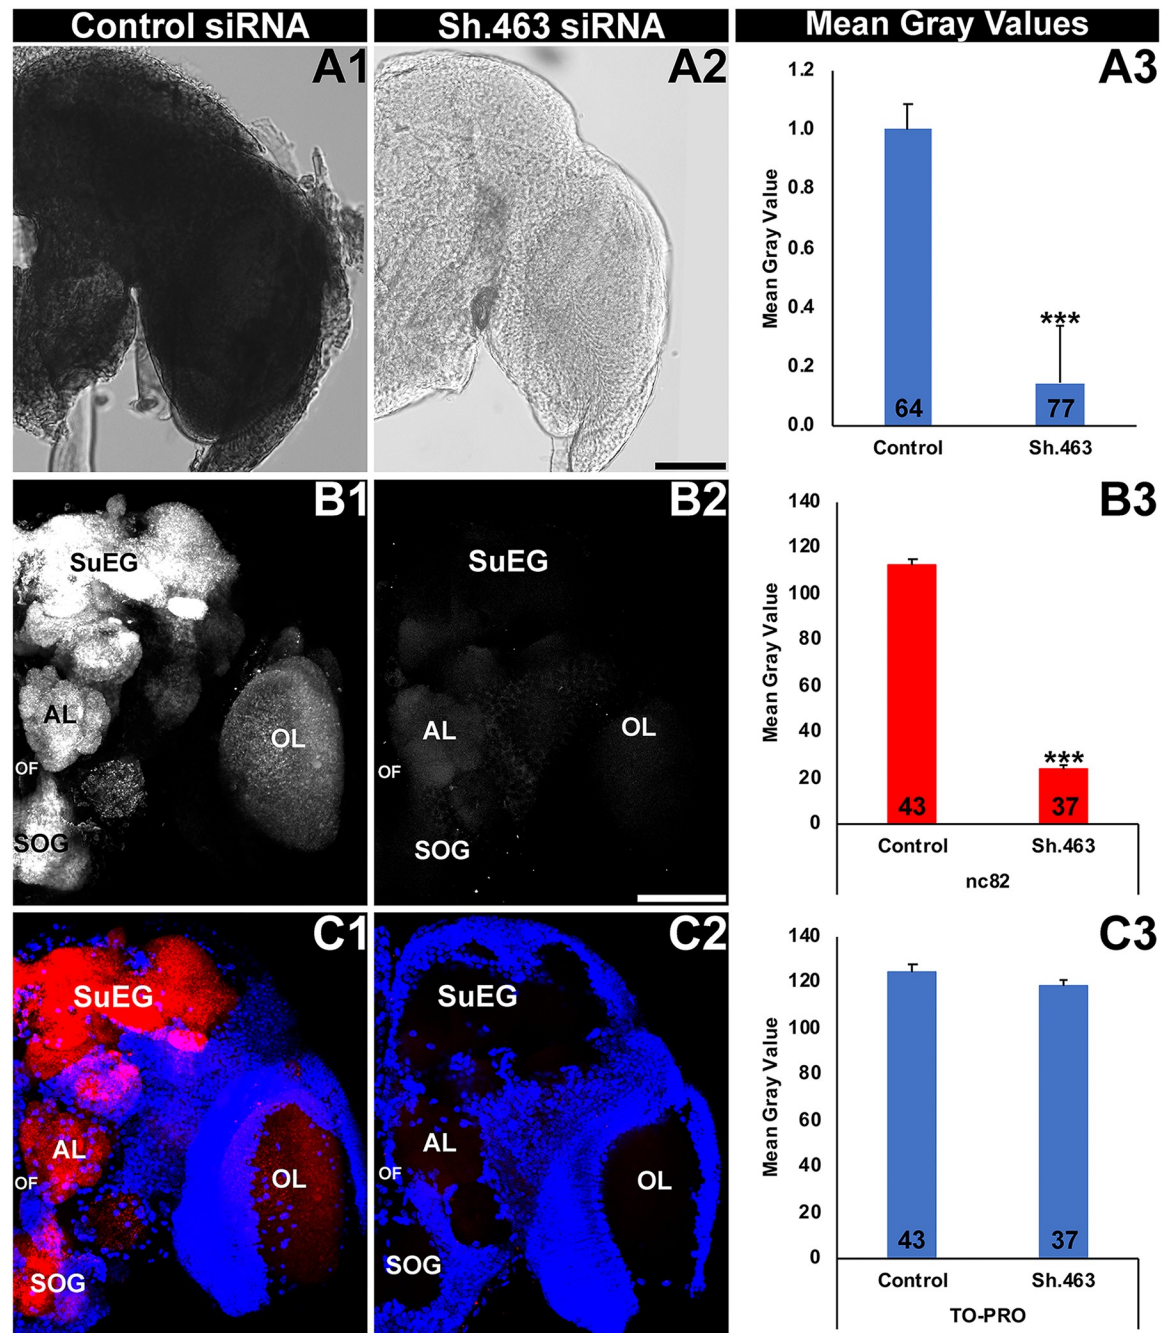 Control siRNA
Sh.463 siRNA
Mean Gray Values
A1
A2
A3
1.2
1.0
0.8
0.6
0.4
0.2
0.0
Mean Gray Value
***
64
77
Control
Sh.463
B1
SuEG
AL
OL
OF
SOG
B2
SuEG
AL
OL
OF
SOG
B3
140
120
100
80
60
40
20
0
Mean Gray Value
***
43
37
Control
Sh.463
nc82
C1
SuEG
AL
OF
OL
SOG
C2
SuEG
AL
OF
OL
SOG
C3
140
120
100
80
60
40
20
0
Mean Gray Value
43
37
Control
Sh.463
TO-PRO